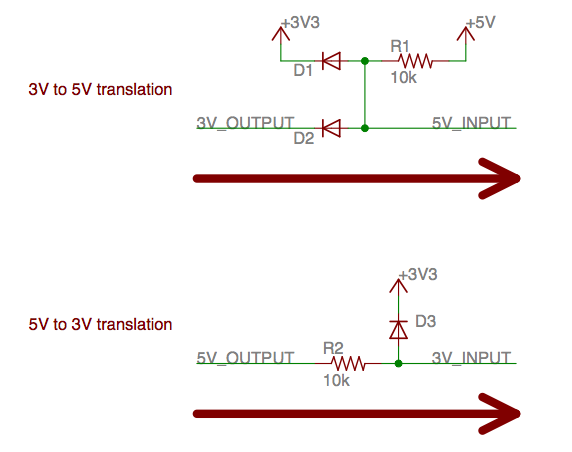 +3V3
+5V
R1
D1
10k
3V to 5V translation
3V_OUTPUT
5V_INPUT
D2
+3V3
D3
5V to 3V translation
R2
5V_OUTPUT
3V_INPUT
10k